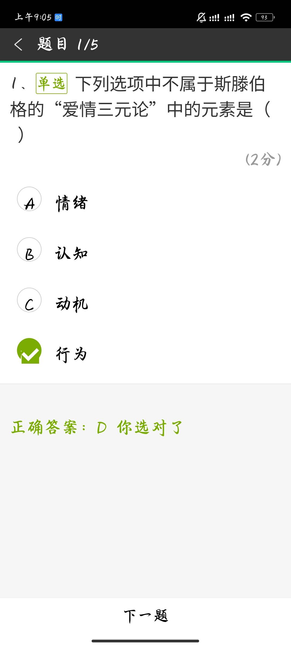 上午9:05
93
题目 1/5
1、单选 下列选项中不属于斯滕伯
格的“爱情三元论”中的元素是（
）
(2分)
A 情绪
B 认知
C 动机
行为
正确答案：D 你选对了
下一题